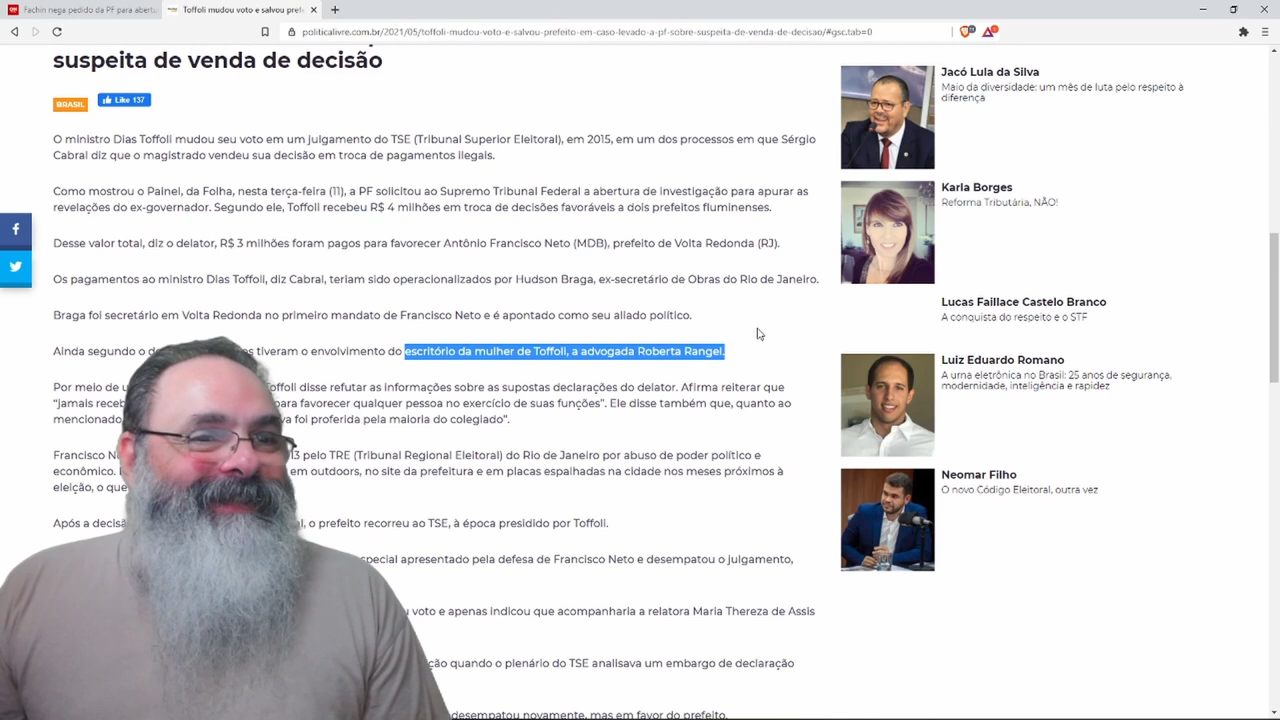 Fachin nega pedido da PF para abertu
Toffoli mudou voto e salvou prefei
politicalivre.com.br/2021/05/toffoli-mudou-voto-e-salvou-prefeito-em-caso-levado-a-pf-sobre-suspeita-de-venda-de-decisao/#gsc.tab=0
suspeita de venda de decisão
BRASIL
Like 137
O ministro Dias Toffoli mudou seu voto em um julgamento do TSE (Tribunal Superior Eleitoral), em 2015, em um dos processos em que Sérgio
Cabral diz que o magistrado vendeu sua decisão em troca de pagamentos ilegais.
Como mostrou o Painel, da Folha, nesta terça-feira (11), a PF solicitou ao Supremo Tribunal Federal a abertura de investigação para apurar as
revelações do ex-governador. Segundo ele, Toffoli recebeu R$ 4 milhões em troca de decisões favoráveis a dois prefeitos fluminenses.
Desse valor total, diz o delator, R$ 3 milhões foram pagos para favorecer Antônio Francisco Neto (MDB), prefeito de Volta Redonda (RJ).
Os pagamentos ao ministro Dias Toffoli, diz Cabral, teriam sido operacionalizados por Hudson Braga, ex-secretário de Obras do Rio de Janeiro.
Braga foi secretário em Volta Redonda no primeiro mandato de Francisco Neto e é apontado como seu aliado político.
Ainda segundo o tiveram o envolvimento do escritório da mulher de Toffoli, a advogada Roberta Rangel.
Por meio de Toffoli disse refutar as informações sobre as supostas declarações do delator. Afirma reiterar que
"jamais para favorecer qualquer pessoa no exercício de suas funções". Ele disse também que, quanto ao
mencionado foi proferida pela maioria do colegiado".
Francisco pelo TRE (Tribunal Regional Eleitoral) do Rio de Janeiro por abuso de poder político e
econômico. em outdoors, no site da prefeitura e em placas espalhadas na cidade nos meses próximos à
eleição, o que
Após a o prefeito recorreu ao TSE, à época presidido por Toffoli.
apresentado pela defesa de Francisco Neto e desempatou o julgamento,
voto e apenas indicou que acompanharia a relatora Maria Thereza de Assis
quando o plenário do TSE analisava um embargo de declaração
desempatou novamente, mas em favor do prefeito.
Jacó Lula da Silva
Maio da diversidade: um mês de luta pelo respeito à
diferença
Karla Borges
Reforma Tributária, NÃO!
Lucas Faillace Castelo Branco
A conquista do respeito e o STF
Luiz Eduardo Romano
A urna eletrônica no Brasil: 25 anos de segurança,
modernidade, inteligência e rapidez
Neomar Filho
O novo Código Eleitoral, outra vez